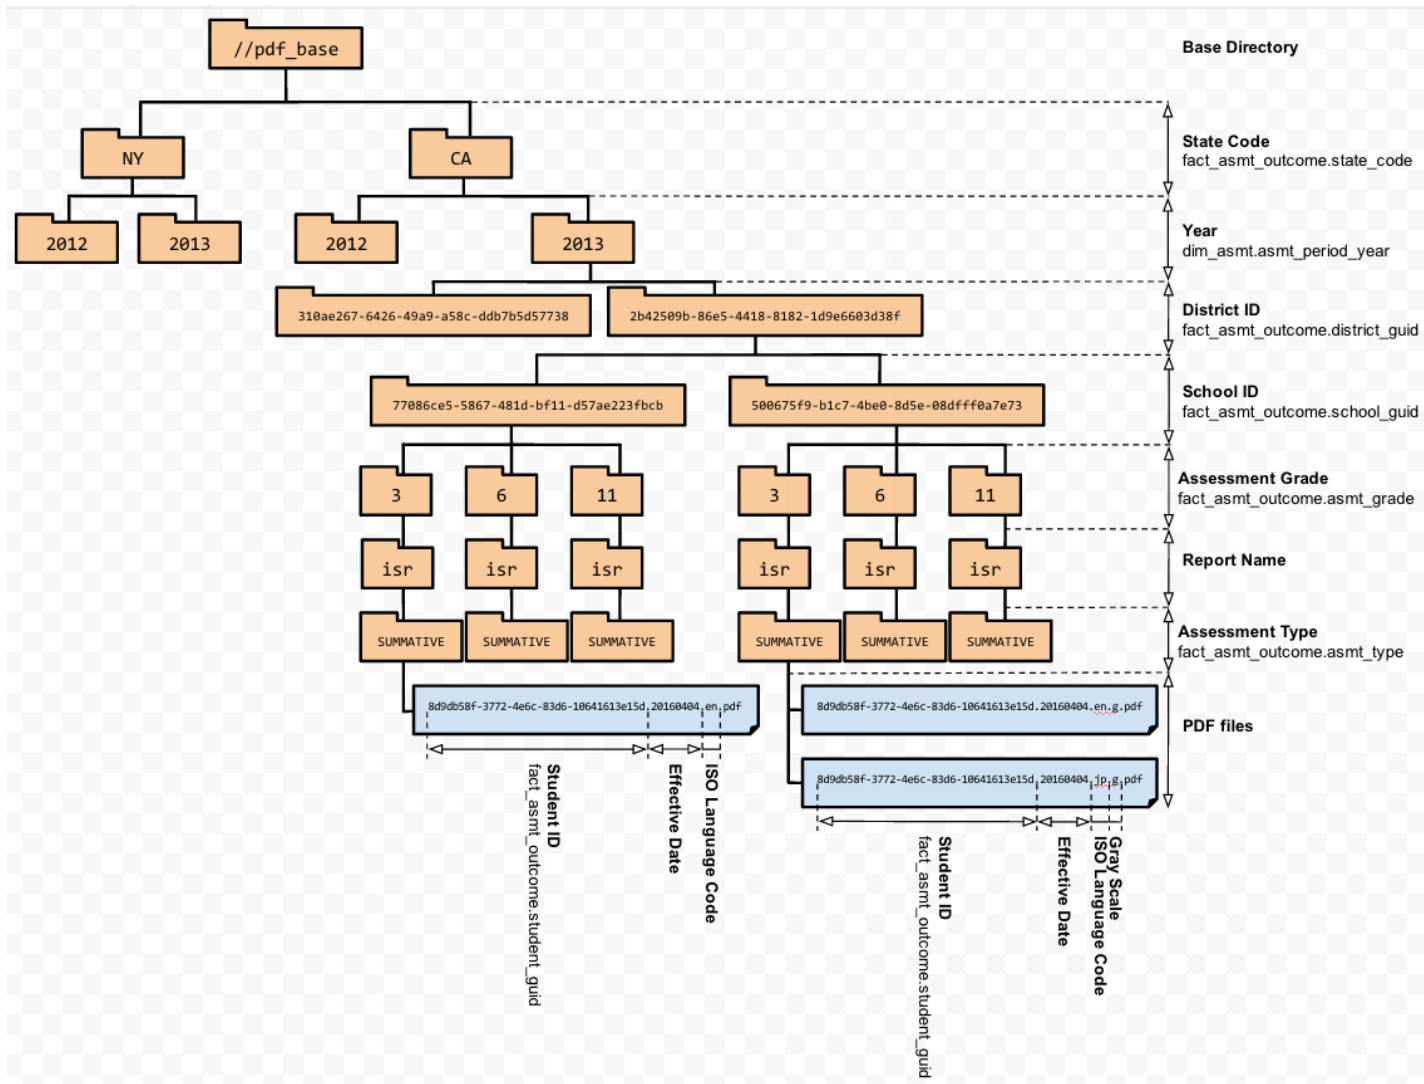 //pdf_base
Base Directory
NY
CA
State Code
fact_asmt_outcome.state_code
2012
2013
2012
2013
Year
dim_asmt.asmt_period_year
310ae267-6426-49a9-a58c-ddb7b5d57738
2b42509b-86e5-4418-8182-1d9e6603d38f
District ID
fact_asmt_outcome.district_guid
77086ce5-5867-481d-bf11-d57ae223fbcb
500675f9-b1c7-4be0-8d5e-08dfff0a7e73
School ID
fact_asmt_outcome.school_guid
3
6
11
3
6
11
Assessment Grade
fact_asmt_outcome.asmt_grade
isr
isr
isr
isr
isr
isr
Report Name
SUMMATIVE
SUMMATIVE
SUMMATIVE
SUMMATIVE
SUMMATIVE
SUMMATIVE
Assessment Type
fact_asmt_outcome.asmt_type
8d9db58f-3772-4e6c-83d6-10641613e15d.20160404.en.pdf
8d9db58f-3772-4e6c-83d6-10641613e15d.20160404.en.g.pdf
PDF files
8d9db58f-3772-4e6c-83d6-10641613e15d.20160404.jp.g.pdf
Student ID
fact_asmt_outcome.student_guid
Effective Date
ISO Language Code
Student ID
fact_asmt_outcome.student_guid
Effective Date
Gray Scale
ISO Language Code